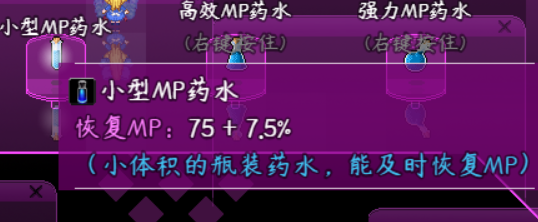 小型MP药水
高效MP药水
(右键按住)
强力MP药水
(右键按住)
小型MP药水
恢复MP：75 + 7.5%
（小体积的瓶装药水，能及时恢复MP）